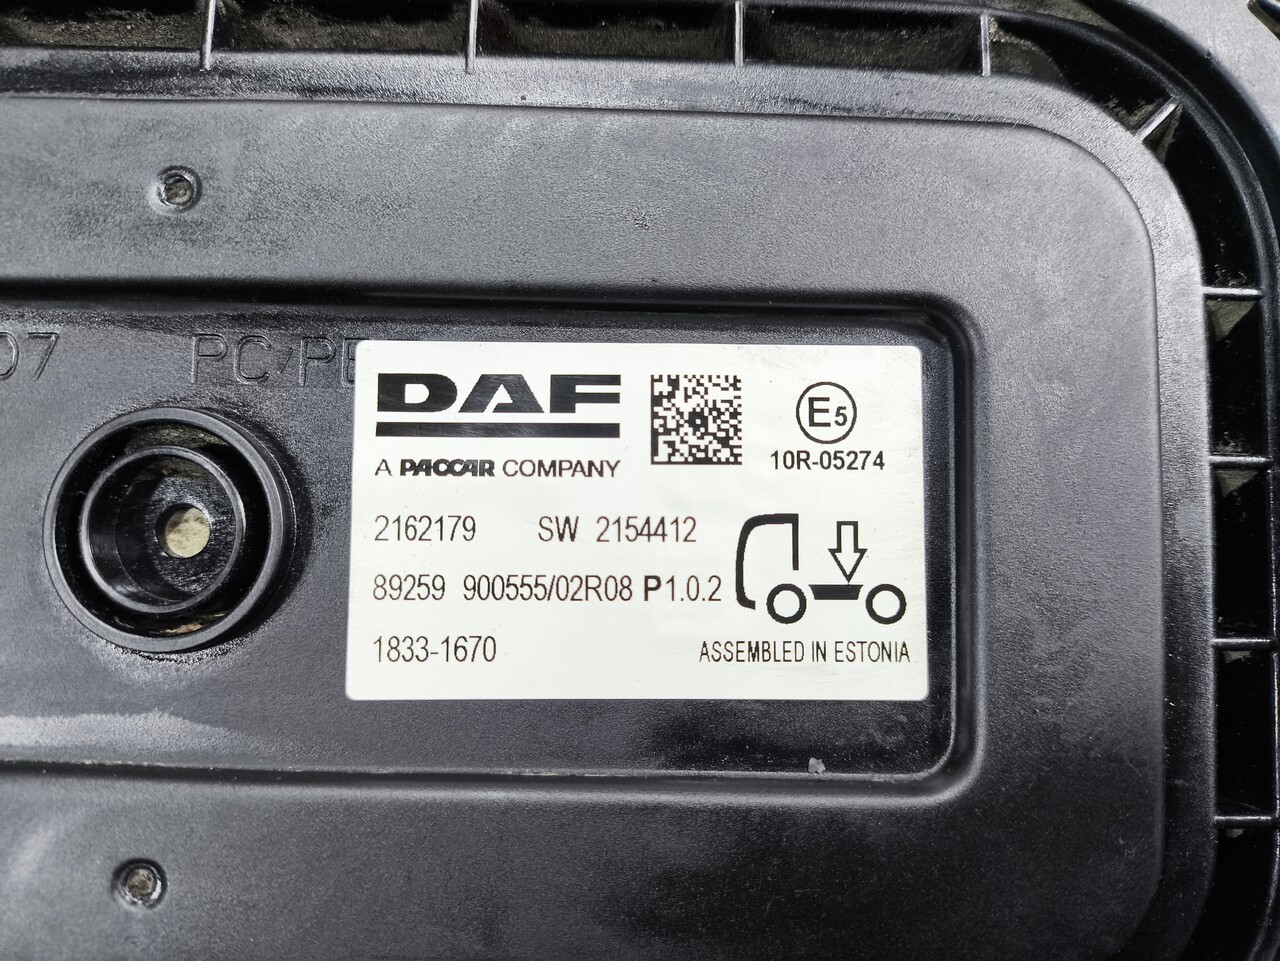 07 PC/P
DAF
A PACCAR COMPANY
E5
10R-05274
2162179 SW 2154412
89259 900555/02R08 P1.0.2
1833-1670
ASSEMBLED IN ESTONIA